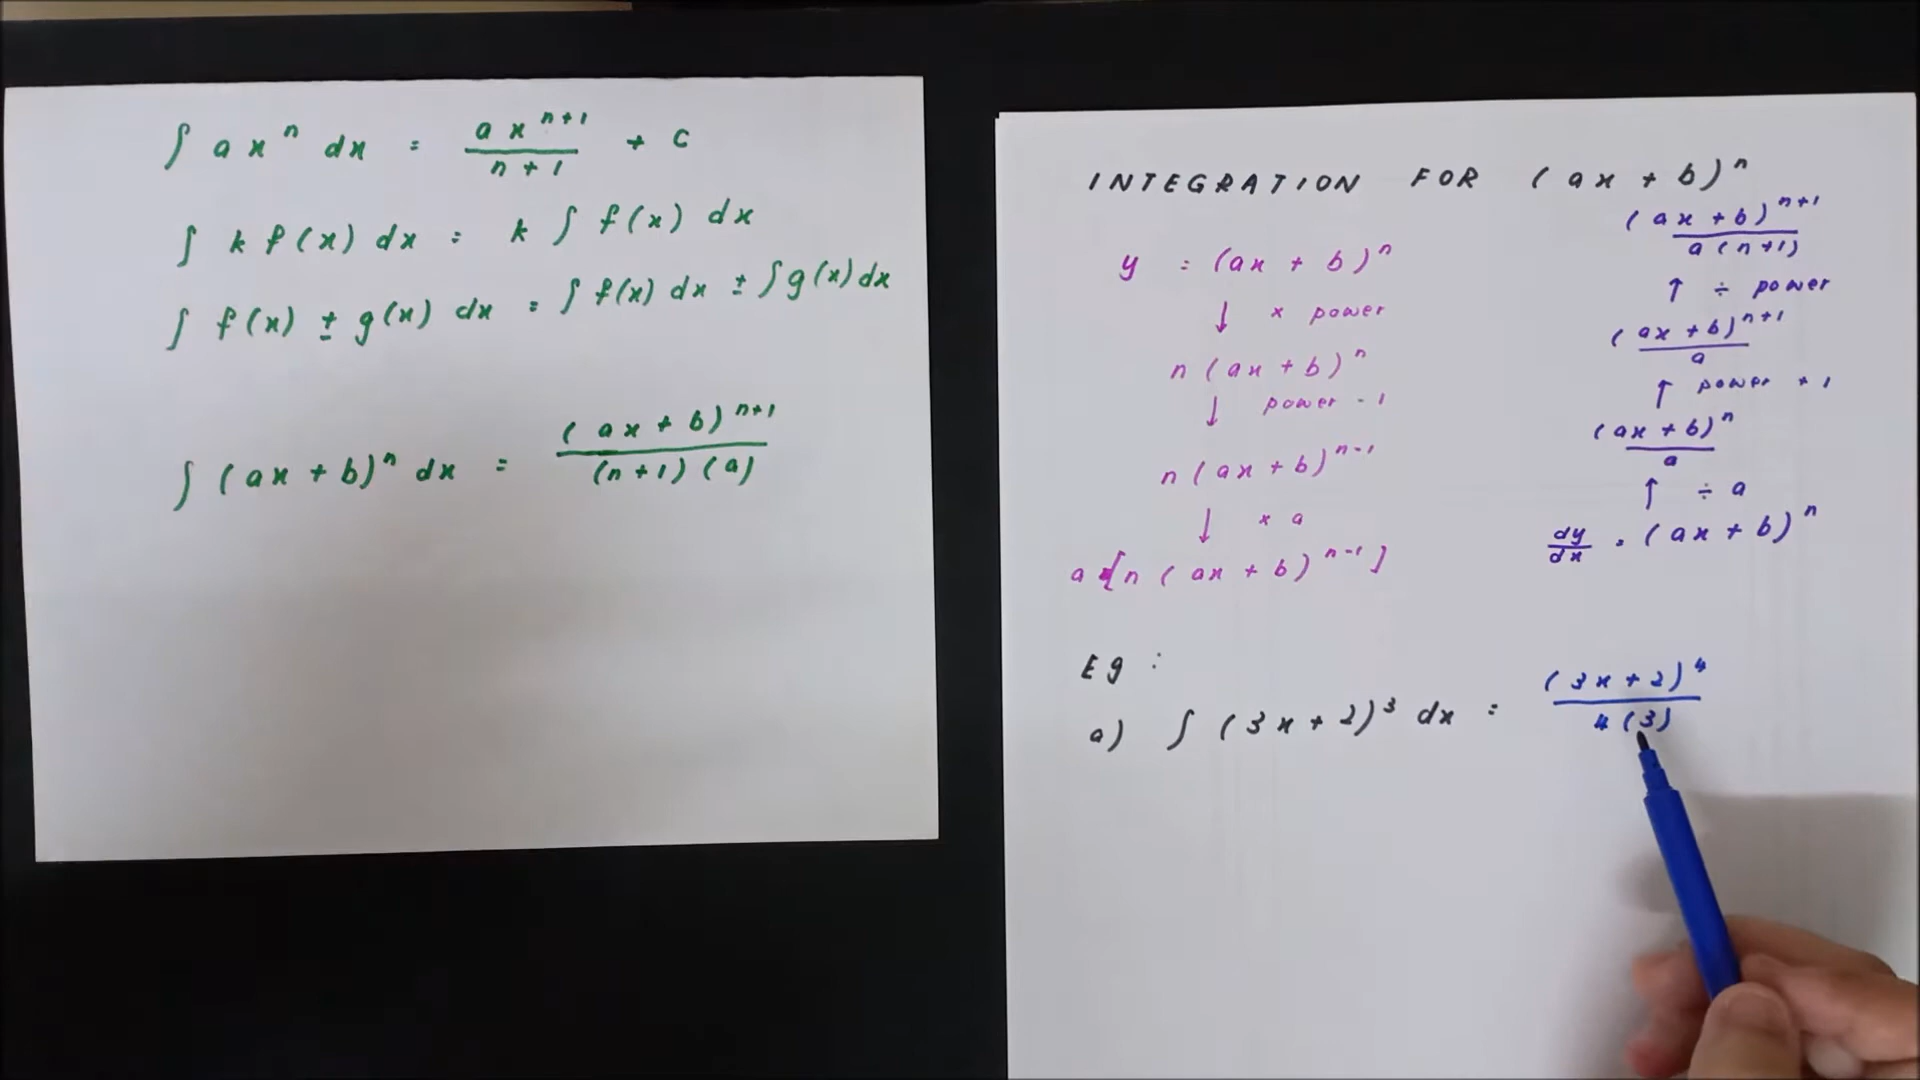 ∫ ax^n dx = ax^(n+1) / (n+1) + c
∫ k f(x) dx = k ∫ f(x) dx
∫ f(x) ± g(x) dx = ∫ f(x) dx ± ∫ g(x) dx
∫ (ax + b)^n dx = (ax + b)^(n+1) / (n+1)(a)
INTEGRATION FOR (ax + b)^n
y = (ax + b)^n
↓ × power
n(ax + b)^n
↓ power - 1
n(ax + b)^(n-1)
↓ × a
a[n(ax + b)^(n-1)]
(ax + b)^(n+1) / a(n+1)
↑ ÷ power
(ax + b)^(n+1) / a
↑ power + 1
(ax + b)^n / a
↑ ÷ a
dy/dx = (ax + b)^n
Eg :
a) ∫ (3x + 2)^3 dx = (3x + 2)^4 / 4(3)